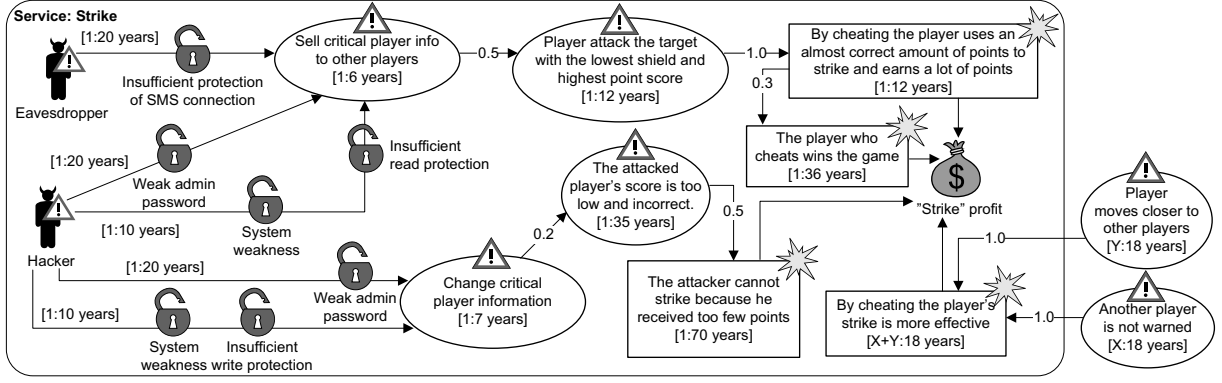 Service: Strike
[1:20 years]
Eavesdropper
Insufficient protection
of SMS connection
Sell critical player info
to other players
[1:6 years]
0.5
Player attack the target
with the lowest shield and
highest point score
[1:12 years]
1.0
By cheating the player uses an
almost correct amount of points to
strike and earns a lot of points
[1:12 years]
0.3
The player who
cheats wins the game
[1:36 years]
$
"Strike" profit
[1:20 years]
Weak admin
password
Insufficient
read protection
Hacker
[1:10 years]
System
weakness
[1:20 years]
Weak admin
password
[1:10 years]
System
weakness
Insufficient
write protection
Change critical
player information
[1:7 years]
0.2
The attacked
player's score is too
low and incorrect.
[1:35 years]
0.5
The attacker cannot
strike because he
received too few points
[1:70 years]
By cheating the player's
strike is more effective
[X+Y:18 years]
1.0
Player
moves closer to
other players
[Y:18 years]
1.0
Another player
is not warned
[X:18 years]